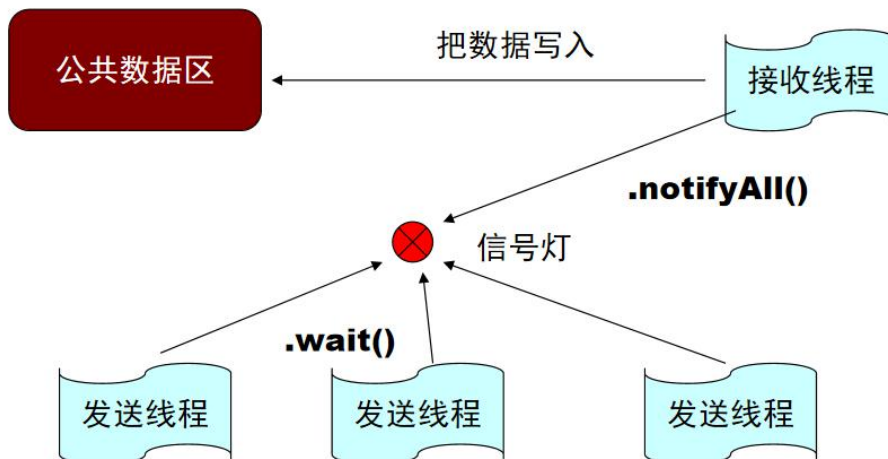 公共数据区
把数据写入
接收线程
.notifyAll()
信号灯
.wait()
发送线程
发送线程
发送线程